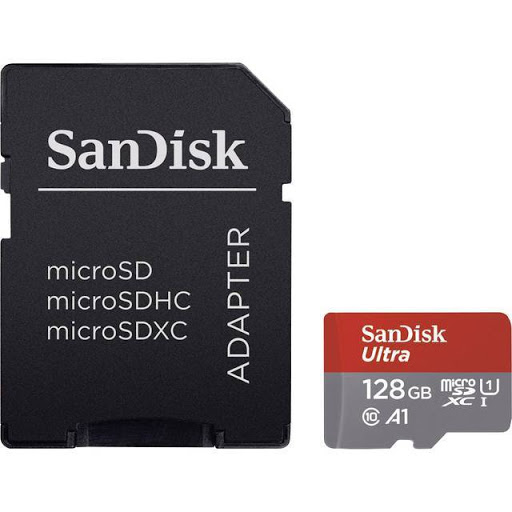 SanDisk
microSD
microSDHC
microSDXC
ADAPTER
SanDisk
Ultra
128GB
micro
SD
XC
U1
I
10
A1